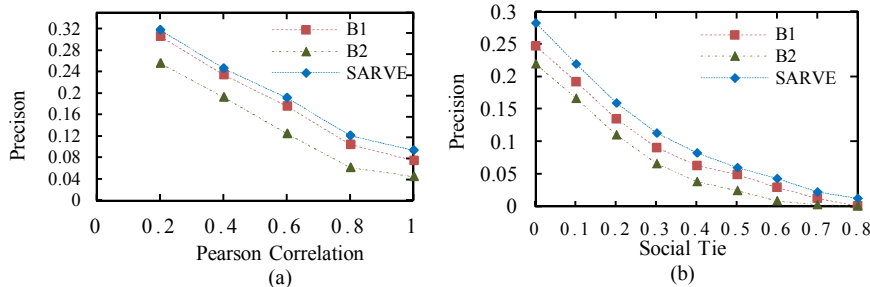 0.32
0.28
0.24
0.2
0.16
0.12
0.08
0.04
0
Precison
B1
B2
SARVE
0 0.2 0.4 0.6 0.8 1
Pearson Correlation
(a)
0.3
0.25
0.2
0.15
0.1
0.05
0
Precision
B1
B2
SARVE
0 0.1 0.2 0.3 0.4 0.5 0.6 0.7 0.8
Social Tie
(b)